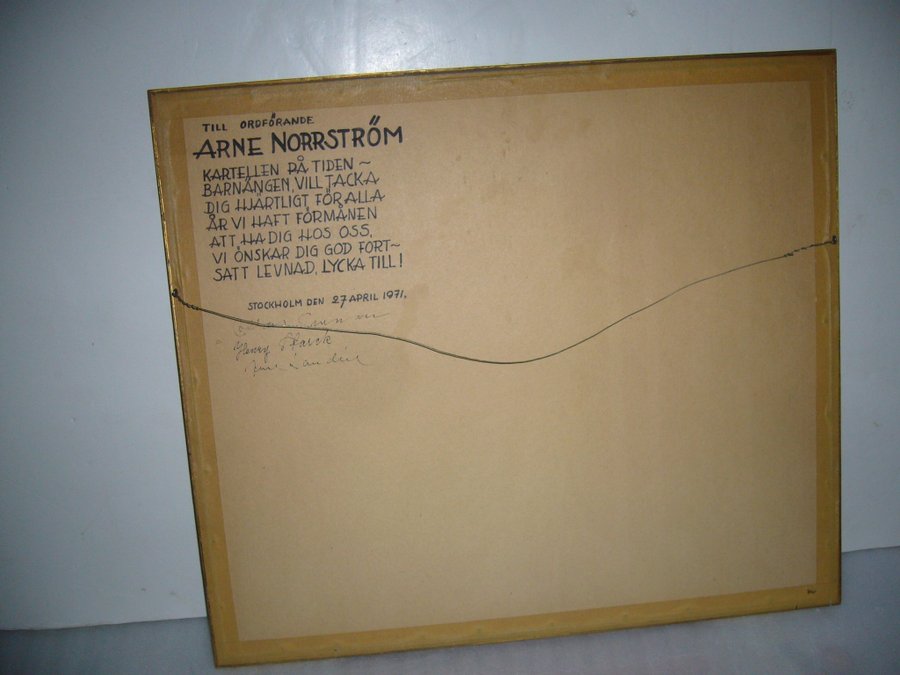 TILL ORDFÖRANDE
ARNE NORRSTRÖM
KARTELLEN PÅ TIDEN ~
BARNÄNGEN, VILL TACKA
DIG HJÄRTLIGT, FÖR ALLA
ÅR VI HAFT FÖRMÅNEN
ATT HA DIG HOS OSS.
VI ÖNSKAR DIG GOD FORT~
SATT LEVNAD. LYCKA TILL!
STOCKHOLM DEN 27 APRIL 1971.
Henry